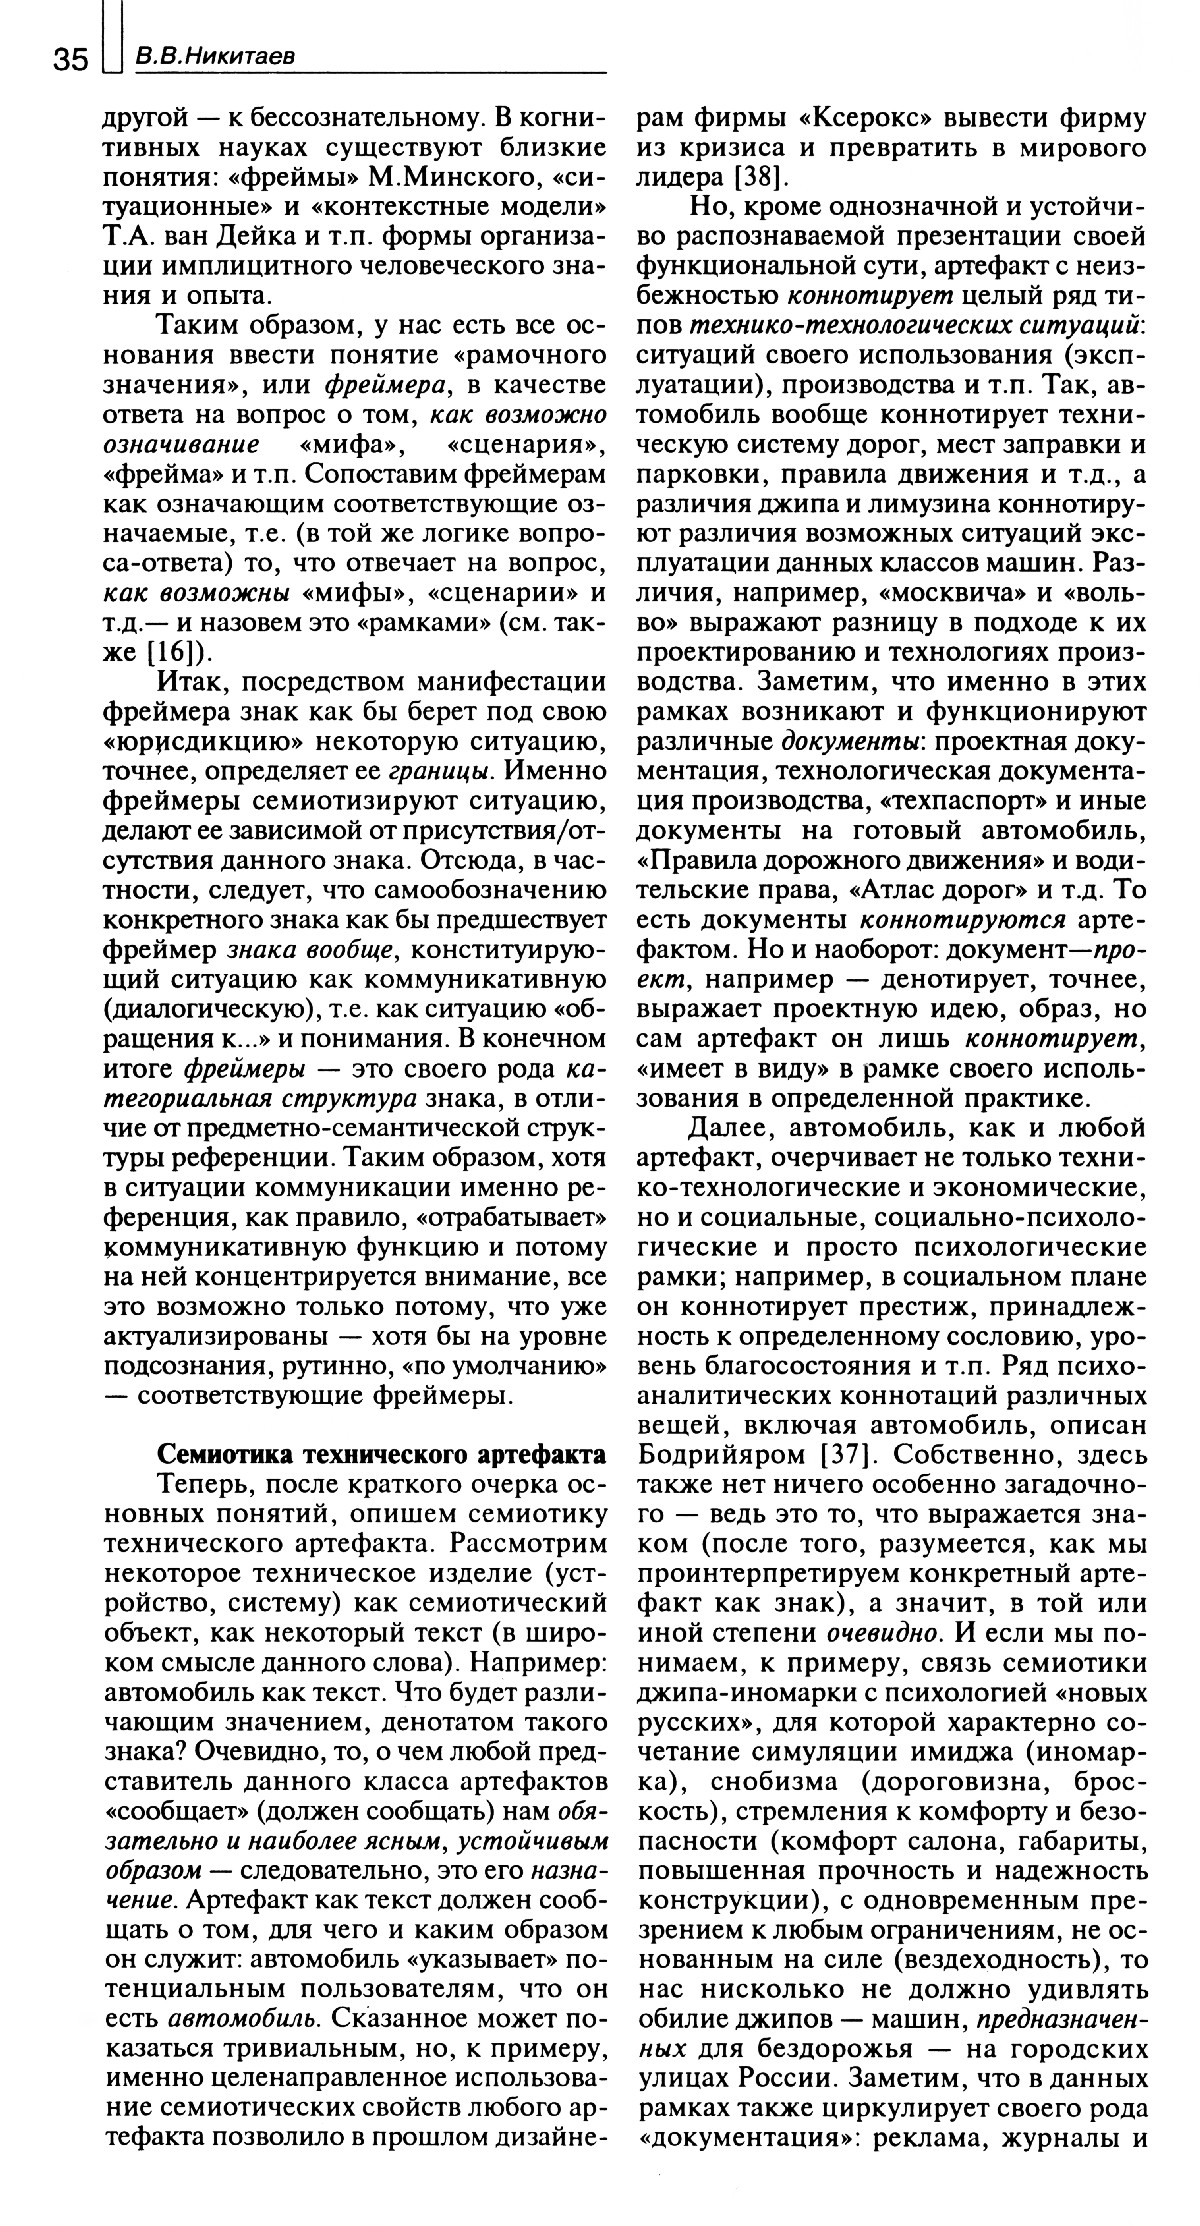 35
В.В.Никитаев
другой — к бессознательному. В когни-
тивных науках существуют близкие
понятия: «фреймы» М.Минского, «си-
туационные» и «контекстные модели»
Т.А. ван Дейка и т.п. формы организа-
ции имплицитного человеческого зна-
ния и опыта.
Таким образом, у нас есть все ос-
нования ввести понятие «рамочного
значения», или фреймера, в качестве
ответа на вопрос о том, как возможно
означивание «мифа», «сценария»,
«фрейма» и т.п. Сопоставим фреймерам
как означающим соответствующие оз-
начаемые, т.е. (в той же логике вопро-
са-ответа) то, что отвечает на вопрос,
как возможны «мифы», «сценарии» и
т.д.— и назовем это «рамками» (см. так-
же [16]).
Итак, посредством манифестации
фреймера знак как бы берет под свою
«юрисдикцию» некоторую ситуацию,
точнее, определяет ее границы. Именно
фреймеры семиотизируют ситуацию,
делают ее зависимой от присутствия/от-
сутствия данного знака. Отсюда, в час-
тности, следует, что самообозначению
конкретного знака как бы предшествует
фреймер знака вообще, конституирую-
щий ситуацию как коммуникативную
(диалогическую), т.е. как ситуацию «об-
ращения к...» и понимания. В конечном
итоге фреймеры — это своего рода ка-
тегориальная структура знака, в отли-
чие от предметно-семантической струк-
туры референции. Таким образом, хотя
в ситуации коммуникации именно ре-
ференция, как правило, «отрабатывает»
коммуникативную функцию и потому
на ней концентрируется внимание, все
это возможно только потому, что уже
актуализированы — хотя бы на уровне
подсознания, рутинно, «по умолчанию»
— соответствующие фреймеры.
Семиотика технического артефакта
Теперь, после краткого очерка ос-
новных понятий, опишем семиотику
технического артефакта. Рассмотрим
некоторое техническое изделие (уст-
ройство, систему) как семиотический
объект, как некоторый текст (в широ-
ком смысле данного слова). Например:
автомобиль как текст. Что будет разли-
чающим значением, денотатом такого
знака? Очевидно, то, о чем любой пред-
ставитель данного класса артефактов
«сообщает» (должен сообщать) нам обя-
зательно и наиболее ясным, устойчивым
образом — следовательно, это его назна-
чение. Артефакт как текст должен сооб-
щать о том, для чего и каким образом
он служит: автомобиль «указывает» по-
тенциальным пользователям, что он
есть автомобиль. Сказанное может по-
казаться тривиальным, но, к примеру,
именно целенаправленное использова-
ние семиотических свойств любого ар-
тефакта позволило в прошлом дизайне-
рам фирмы «Ксерокс» вывести фирму
из кризиса и превратить в мирового
лидера [38].
Но, кроме однозначной и устойчи-
во распознаваемой презентации своей
функциональной сути, артефакт с неиз-
бежностью коннотирует целый ряд ти-
пов технико-технологических ситуаций:
ситуаций своего использования (эксп-
луатации), производства и т.п. Так, ав-
томобиль вообще коннотирует техни-
ческую систему дорог, мест заправки и
парковки, правила движения и т.д., а
различия джипа и лимузина коннотиру-
ют различия возможных ситуаций экс-
плуатации данных классов машин. Раз-
личия, например, «москвича» и «воль-
во» выражают разницу в подходе к их
проектированию и технологиях произ-
водства. Заметим, что именно в этих
рамках возникают и функционируют
различные документы: проектная доку-
ментация, технологическая документа-
ция производства, «техпаспорт» и иные
документы на готовый автомобиль,
«Правила дорожного движения» и води-
тельские права, «Атлас дорог» и т.д. То
есть документы коннотируются арте-
фактом. Но и наоборот: документ—про-
ект, например — денотирует, точнее,
выражает проектную идею, образ, но
сам артефакт он лишь коннотирует,
«имеет в виду» в рамке своего исполь-
зования в определенной практике.
Далее, автомобиль, как и любой
артефакт, очерчивает не только техни-
ко-технологические и экономические,
но и социальные, социально-психоло-
гические и просто психологические
рамки; например, в социальном плане
он коннотирует престиж, принадлеж-
ность к определенному сословию, уро-
вень благосостояния и т.п. Ряд психо-
аналитических коннотаций различных
вещей, включая автомобиль, описан
Бодрийяром [37]. Собственно, здесь
также нет ничего особенно загадочно-
го — ведь это то, что выражается зна-
ком (после того, разумеется, как мы
проинтерпретируем конкретный арте-
факт как знак), а значит, в той или
иной степени очевидно. И если мы по-
нимаем, к примеру, связь семиотики
джипа-иномарки с психологией «новых
русских», для которой характерно со-
четание симуляции имиджа (иномар-
ка), снобизма (дороговизна, брос-
кость), стремления к комфорту и безо-
пасности (комфорт салона, габариты,
повышенная прочность и надежность
конструкции), с одновременным пре-
зрением к любым ограничениям, не ос-
нованным на силе (вездеходность), то
нас нисколько не должно удивлять
обилие джипов — машин, предназначен-
ных для бездорожья — на городских
улицах России. Заметим, что в данных
рамках также циркулирует своего рода
«документация»: реклама, журналы и